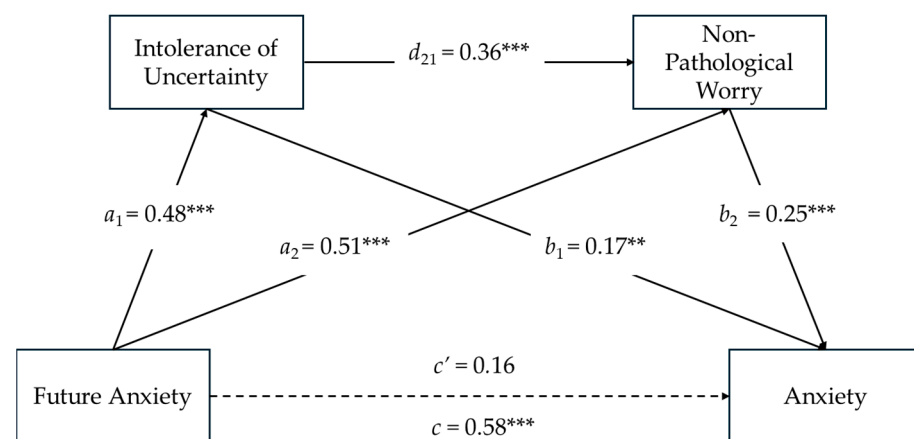 Intolerance of
Uncertainty
d₂₁ = 0.36***
Non-
Pathological
Worry
a₁ = 0.48***
a₂ = 0.51***
b₁ = 0.17**
b₂ = 0.25***
Future Anxiety
c′ = 0.16
c = 0.58***
Anxiety